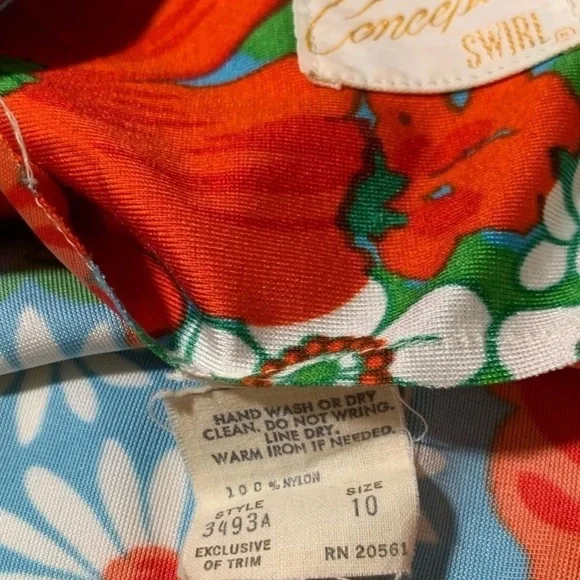 SWIRL
HAND WASH OR DRY
CLEAN. DO NOT WRING.
LINE DRY.
WARM IRON IF NEEDED.
100% NYLON
STYLE SIZE
3493A 10
EXCLUSIVE
OF TRIM RN 20561